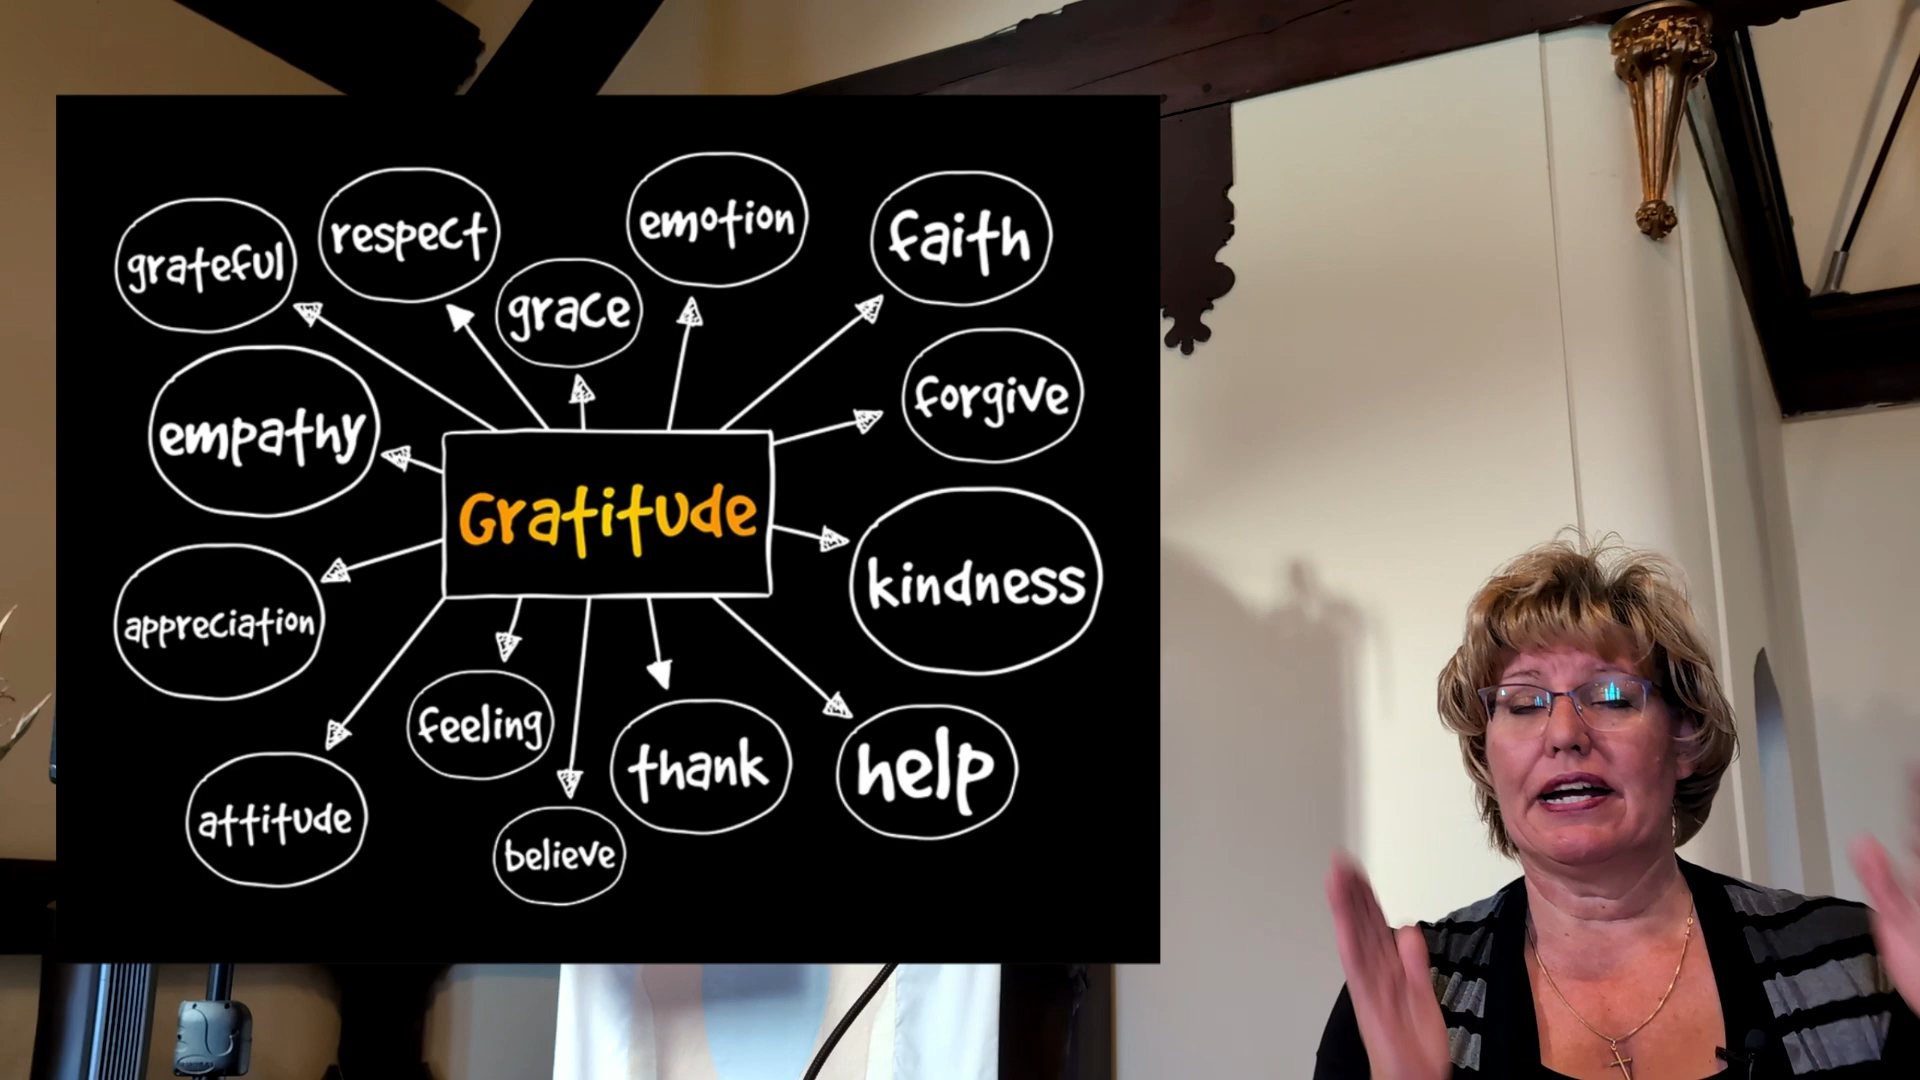 grateful
respect
grace
emotion
faith
empathy
forgive
Gratitude
kindness
appreciation
feeling
thank
help
attitude
believe